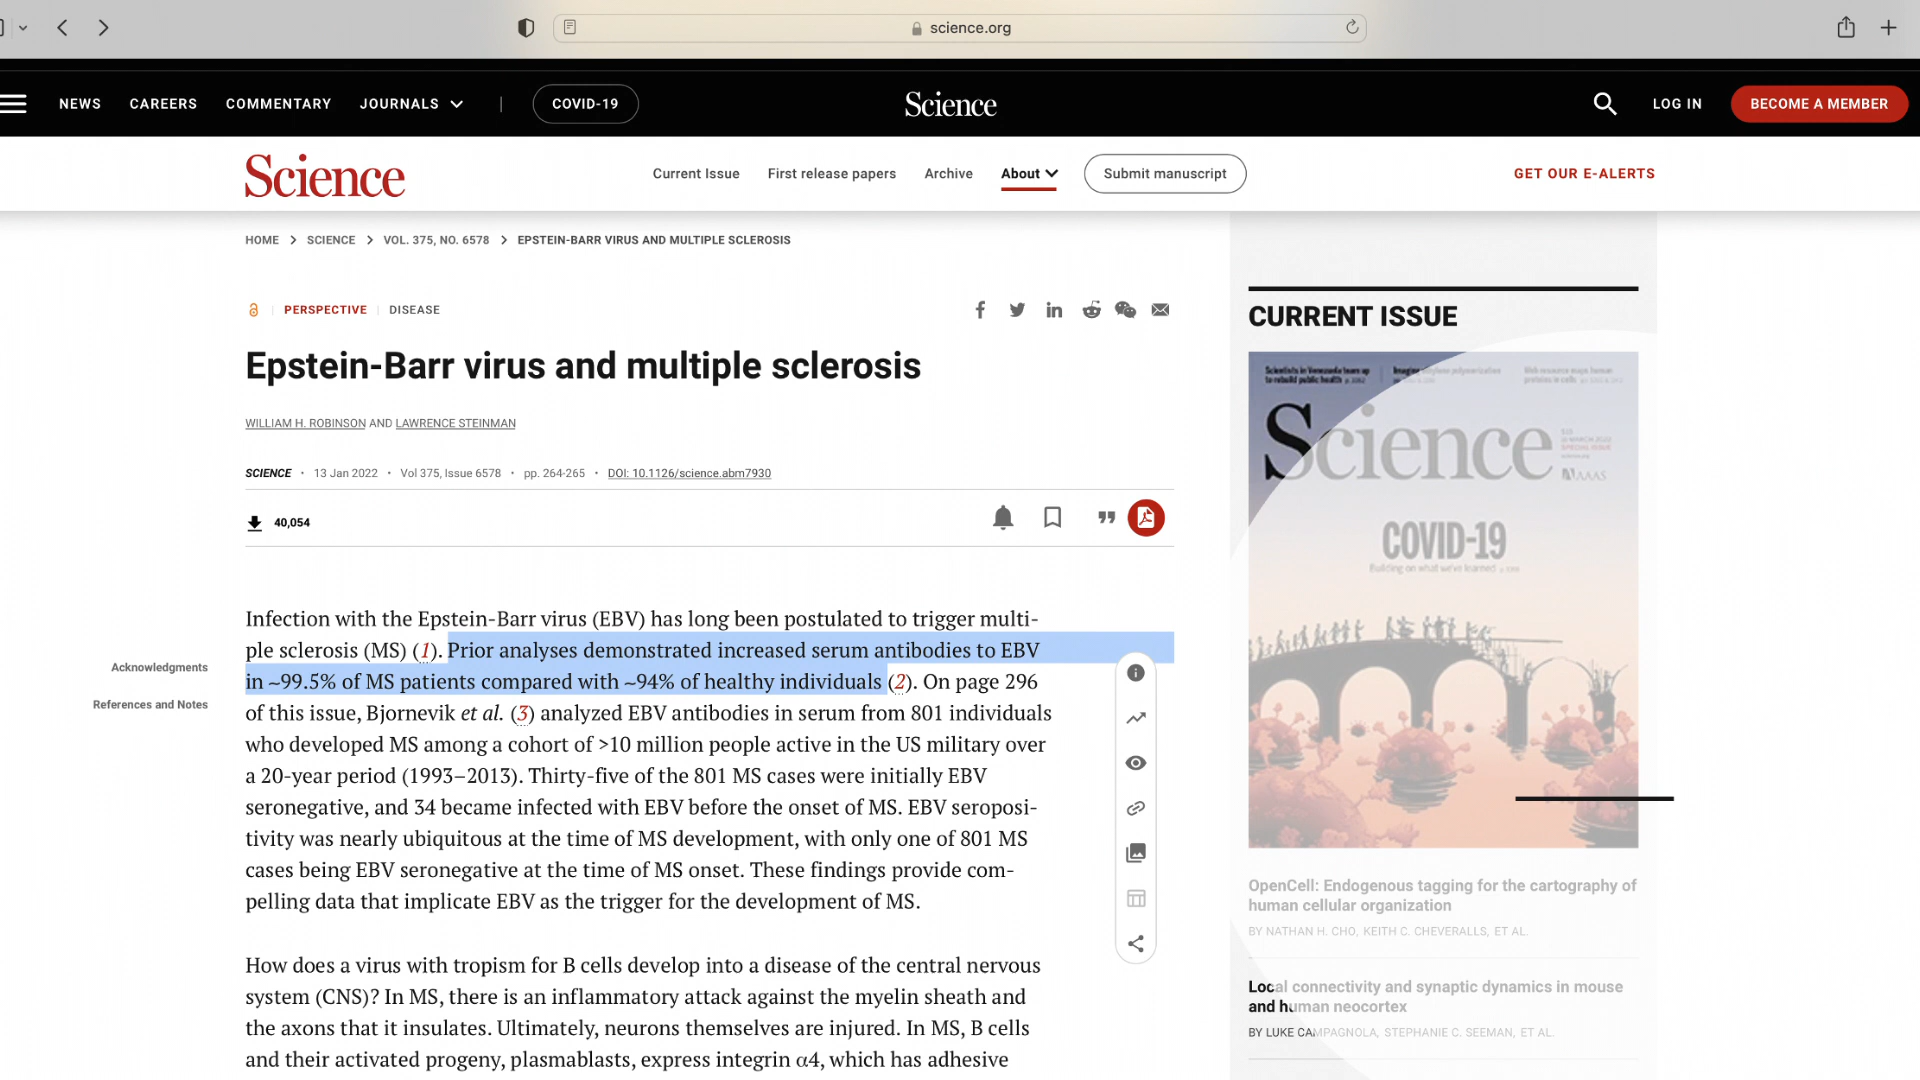 science.org
NEWS CAREERS COMMENTARY JOURNALS | COVID-19 Science LOG IN BECOME A MEMBER
Science Current Issue First release papers Archive About Submit manuscript GET OUR E-ALERTS
HOME > SCIENCE > VOL. 375, NO. 6578 > EPSTEIN-BARR VIRUS AND MULTIPLE SCLEROSIS
PERSPECTIVE | DISEASE
Epstein-Barr virus and multiple sclerosis
WILLIAM H. ROBINSON AND LAWRENCE STEINMAN
SCIENCE • 13 Jan 2022 • Vol 375, Issue 6578 • pp. 264-265 • DOI: 10.1126/science.abm7930
40,054
Acknowledgments
References and Notes
Infection with the Epstein-Barr virus (EBV) has long been postulated to trigger multi-
ple sclerosis (MS) (1). Prior analyses demonstrated increased serum antibodies to EBV
in ~99.5% of MS patients compared with ~94% of healthy individuals (2). On page 296
of this issue, Bjornevik et al. (3) analyzed EBV antibodies in serum from 801 individuals
who developed MS among a cohort of >10 million people active in the US military over
a 20-year period (1993–2013). Thirty-five of the 801 MS cases were initially EBV
seronegative, and 34 became infected with EBV before the onset of MS. EBV seroposi-
tivity was nearly ubiquitous at the time of MS development, with only one of 801 MS
cases being EBV seronegative at the time of MS onset. These findings provide com-
pelling data that implicate EBV as the trigger for the development of MS.
How does a virus with tropism for B cells develop into a disease of the central nervous
system (CNS)? In MS, there is an inflammatory attack against the myelin sheath and
the axons that it insulates. Ultimately, neurons themselves are injured. In MS, B cells
and their activated progeny, plasmablasts, express integrin α4, which has adhesive
CURRENT ISSUE
Scientists in Venezuela team up
to rebuild public health
Science
AAAS
COVID-19
Building on what we've learned
OpenCell: Endogenous tagging for the cartography of
human cellular organization
BY NATHAN H. CHO, KEITH C. CHEVERALLS, ET AL.
Local connectivity and synaptic dynamics in mouse
and human neocortex
BY LUKE CAMPAGNOLA, STEPHANIE C. SEEMAN, ET AL.